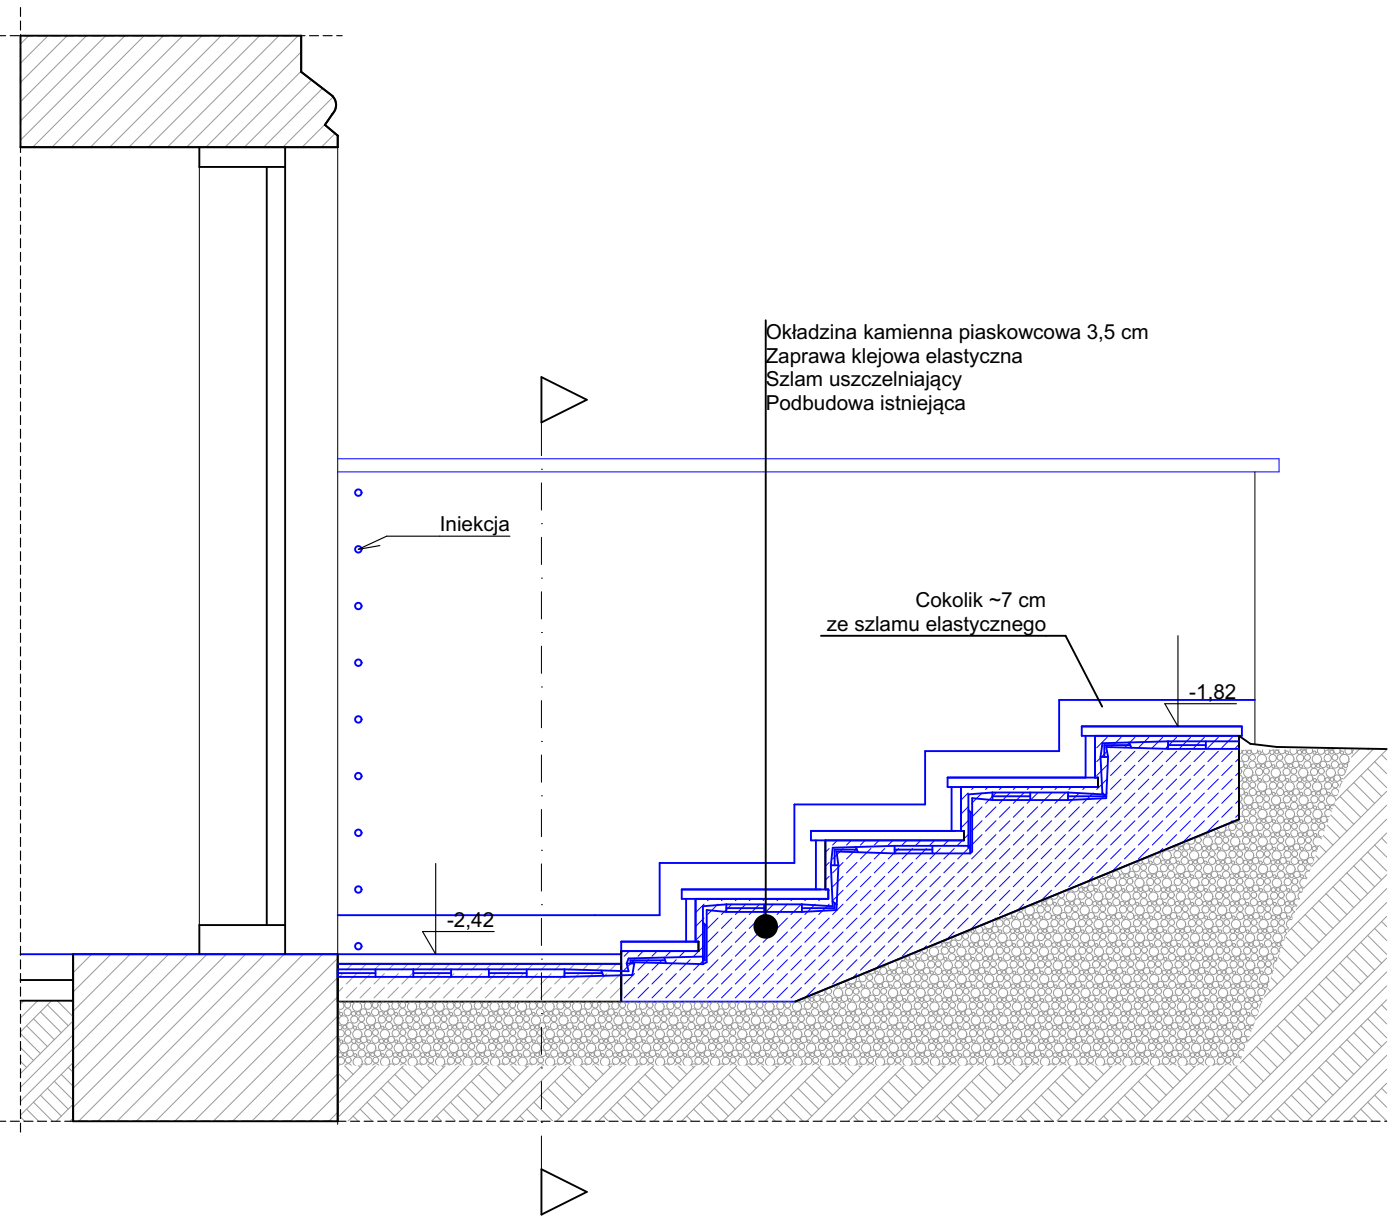 Okładzina kamienna piaskowcowa 3,5 cm
Zaprawa klejowa elastyczna
Szlam uszczelniający
Podbudowa istniejąca
Iniekcja
Cokolik ~7 cm
ze szlamu elastycznego
-1,82
-2,42